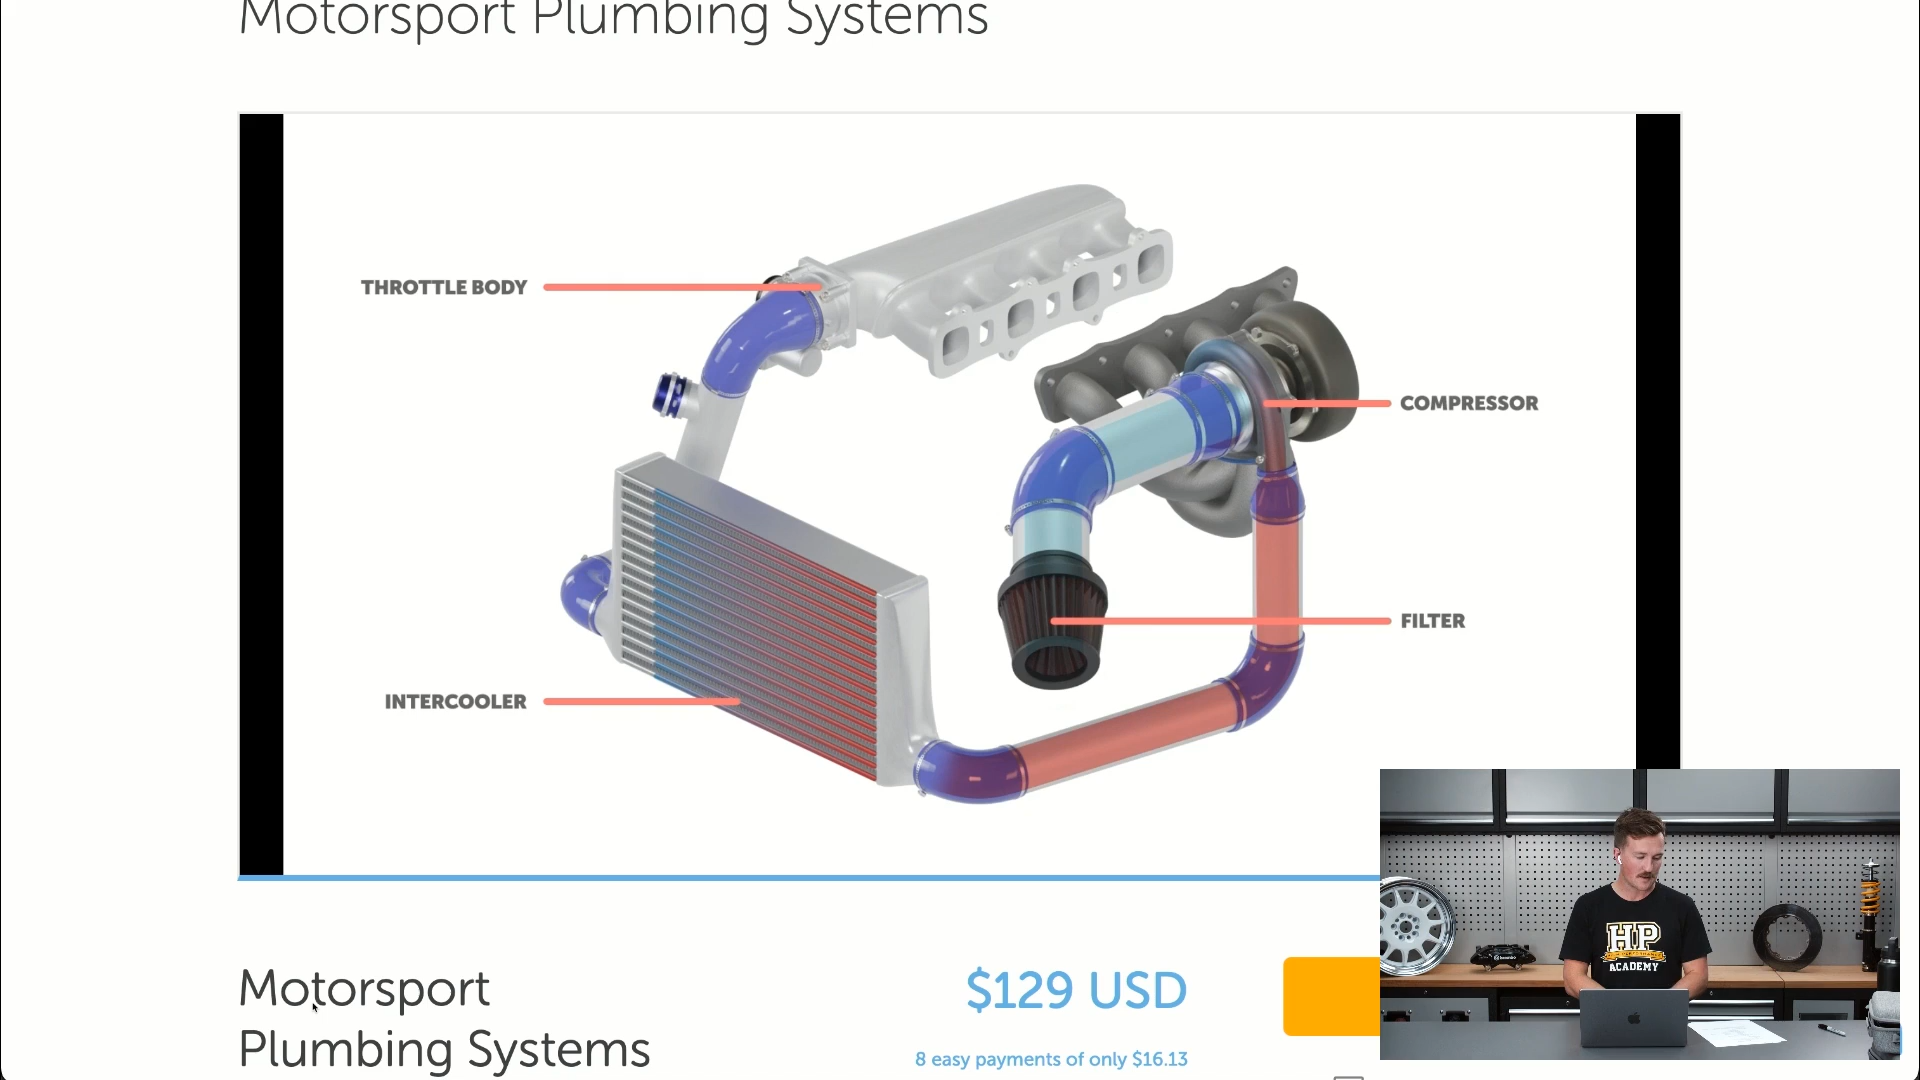 Motorsport Plumbing Systems
THROTTLE BODY
COMPRESSOR
FILTER
INTERCOOLER
Motorsport
Plumbing Systems
$129 USD
8 easy payments of only $16.13
HP
ACADEMY